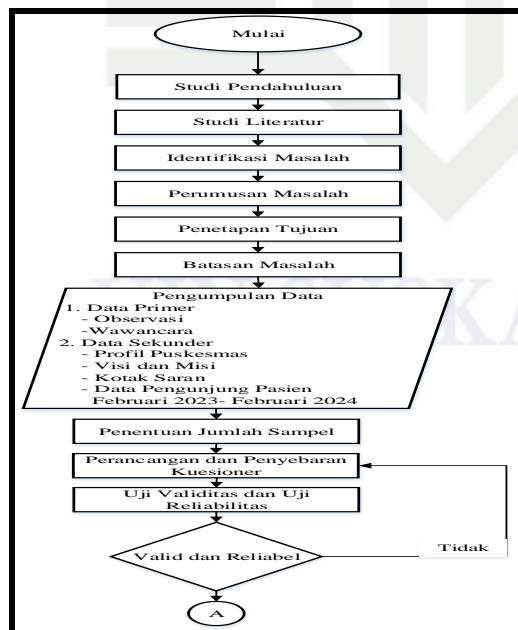 Mulai
Studi Pendahuluan
Studi Literatur
Identifikasi Masalah
Perumusan Masalah
Penetapan Tujuan
Batasan Masalah
Pengumpulan Data
1. Data Primer
- Observasi
-Wawancara
2. Data Sekunder
- Profil Puskesmas
- Visi dan Misi
- Kotak Saran
- Data Pengunjung Pasien
Februari 2023- Februari 2024
Penentuan Jumlah Sampel
Perancangan dan Penyebaran
Kuesioner
Uji Validitas dan Uji
Reliabilitas
Valid dan Reliabel
Tidak
A